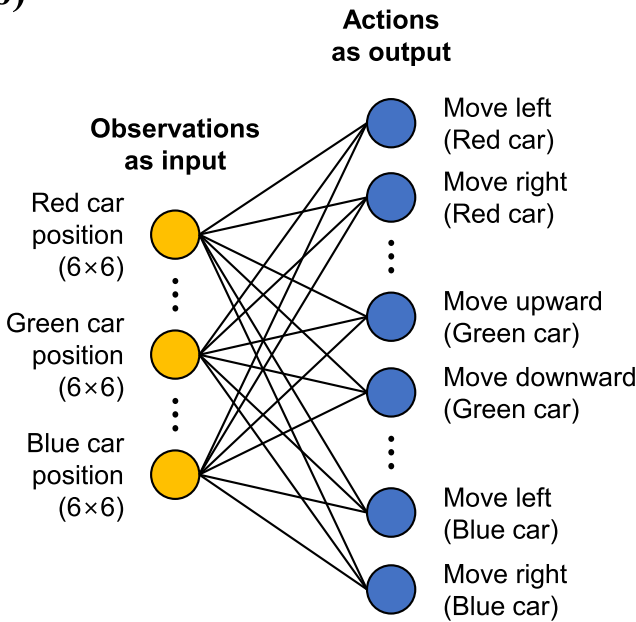 Actions
as output
Observations
as input
Red car
position
(6×6)
Green car
position
(6×6)
Blue car
position
(6×6)
Move left
(Red car)
Move right
(Red car)
Move upward
(Green car)
Move downward
(Green car)
Move left
(Blue car)
Move right
(Blue car)